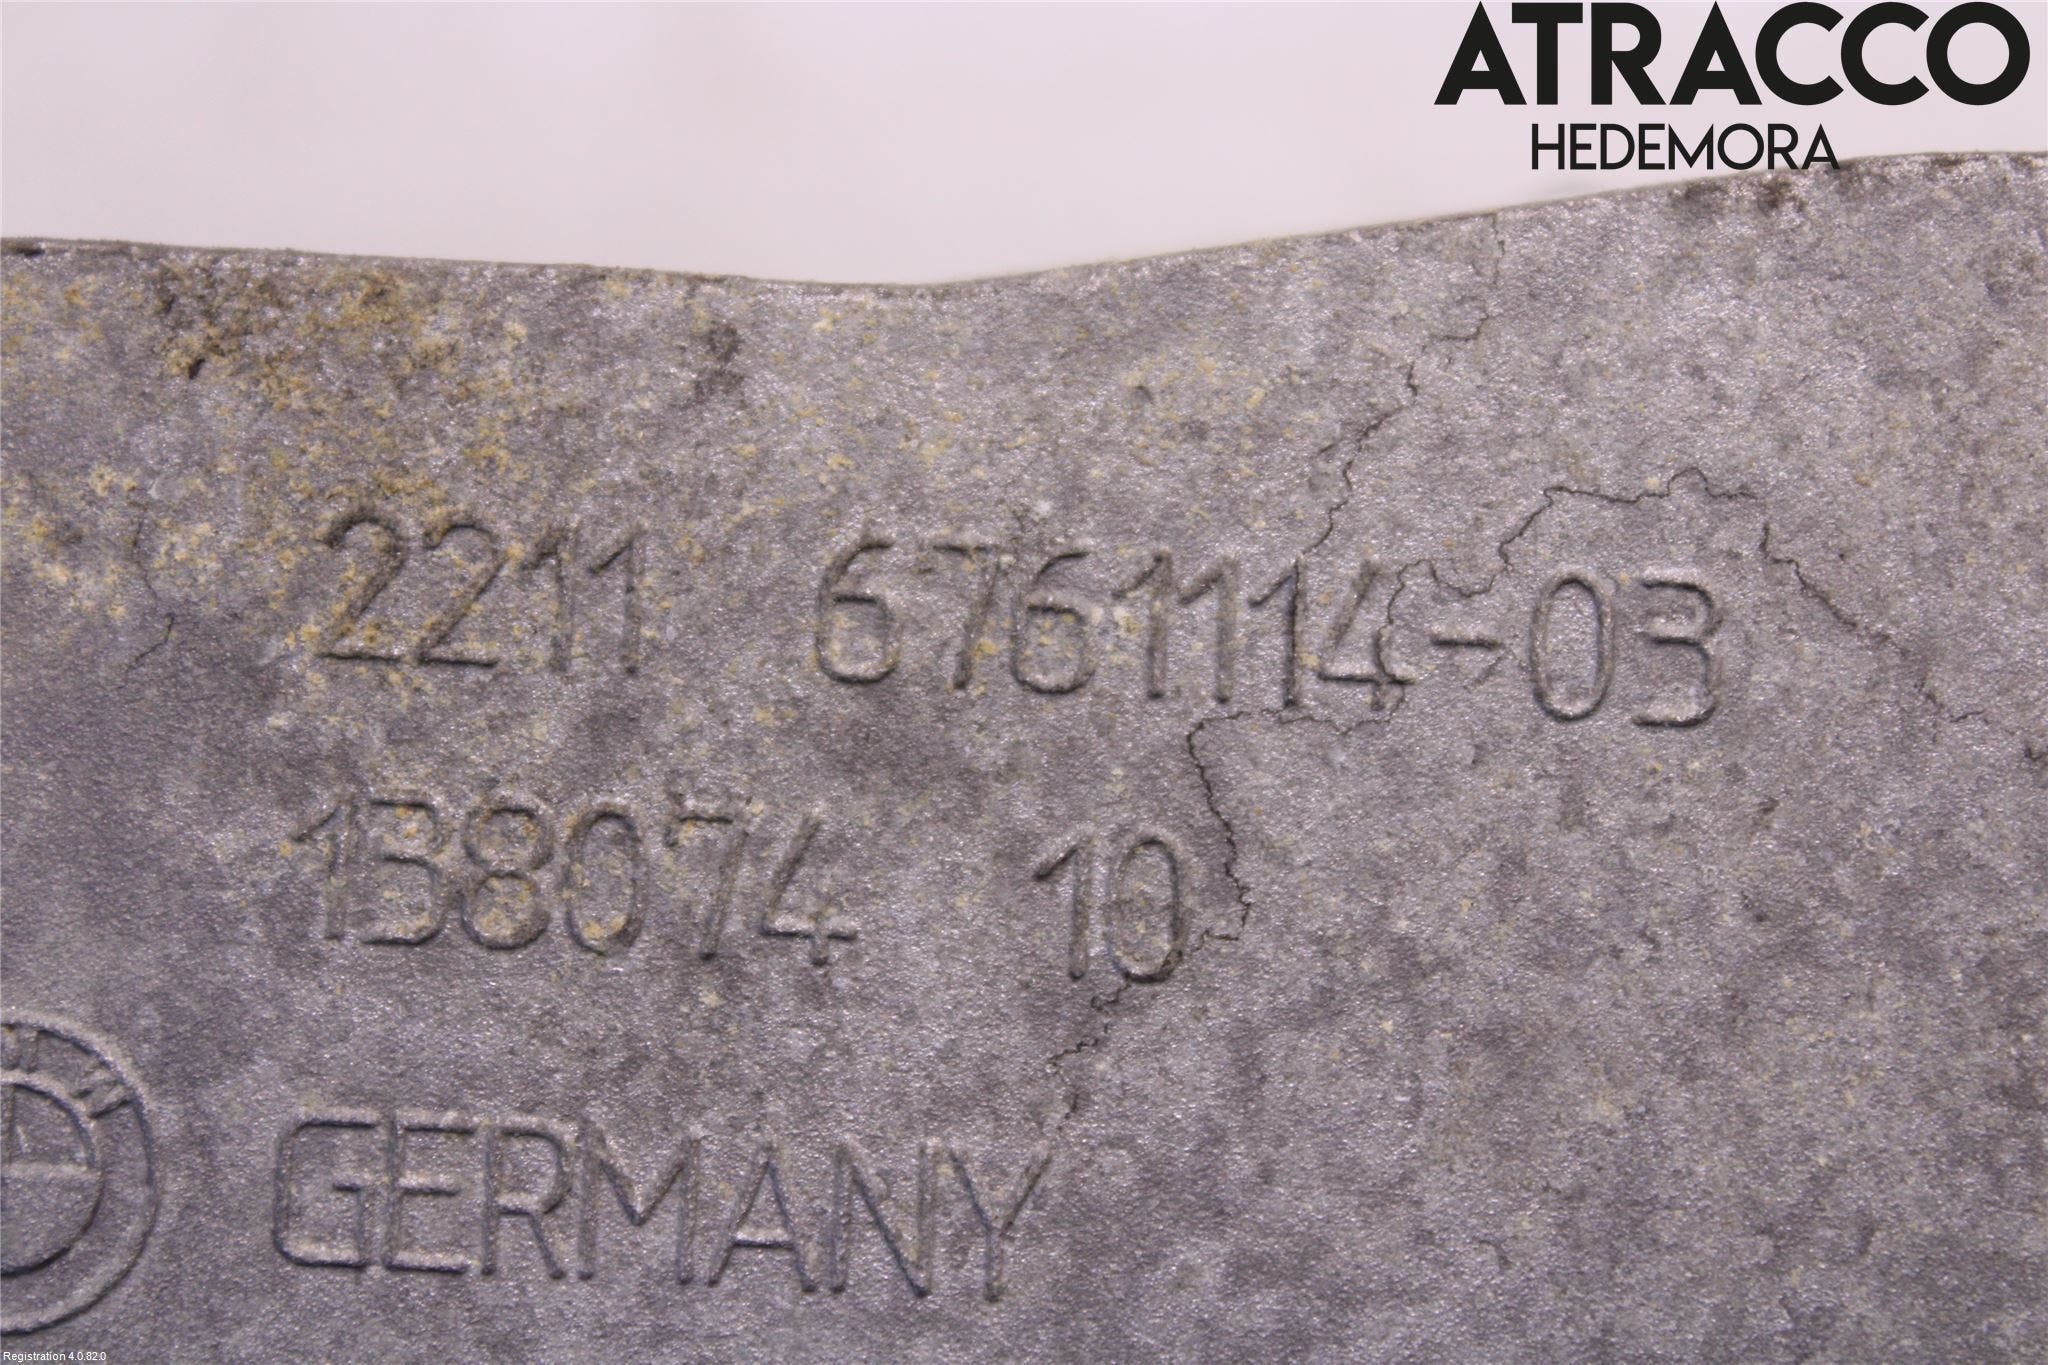 ATRACCO
HEDEMORA
2211 6761114-03
138074 10
GERMANY
Registration 4.0.82.0